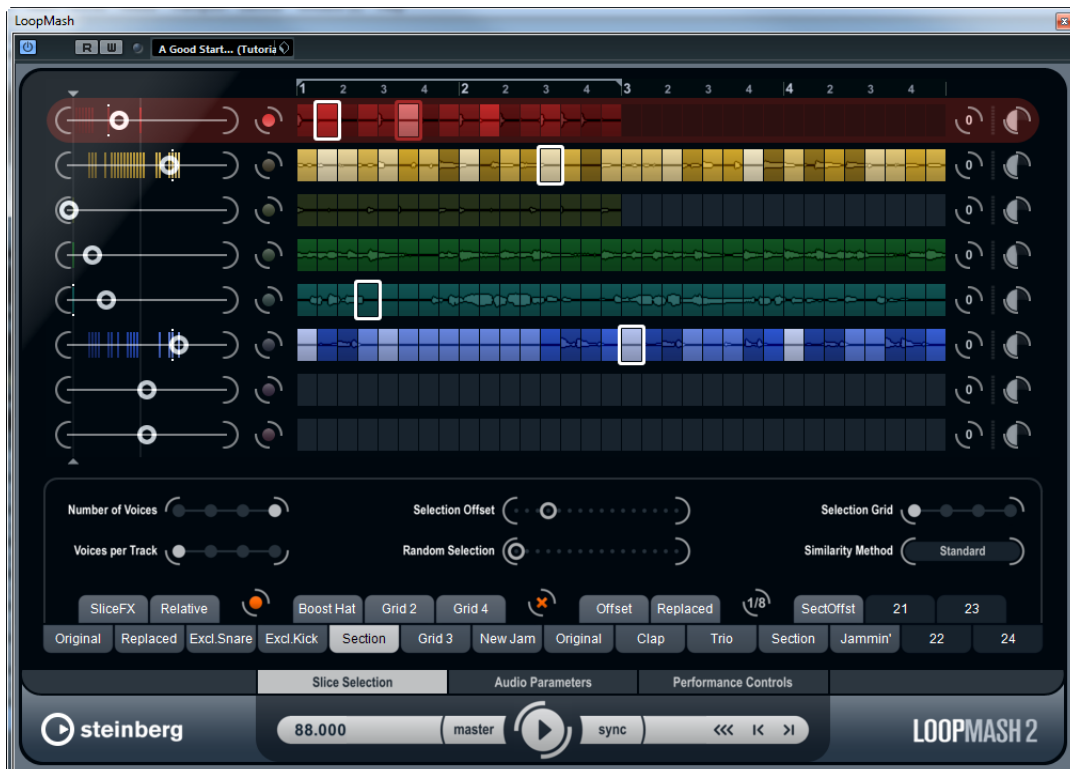 LoopMash
R W A Good Start... (Tutoria
1 2 3 4 2 2 3 4 3 2 3 4 4 2 3 4
0
0
0
0
0
0
0
0
Number of Voices Selection Offset Selection Grid
Voices per Track Random Selection Similarity Method Standard
SliceFX Relative Boost Hat Grid 2 Grid 4 Offset Replaced 1/8 SectOffst 21 23
Original Replaced Excl.Snare Excl.Kick Section Grid 3 New Jam Original Clap Trio Section Jammin' 22 24
Slice Selection Audio Parameters Performance Controls
steinberg 88.000 master sync LOOPMASH 2